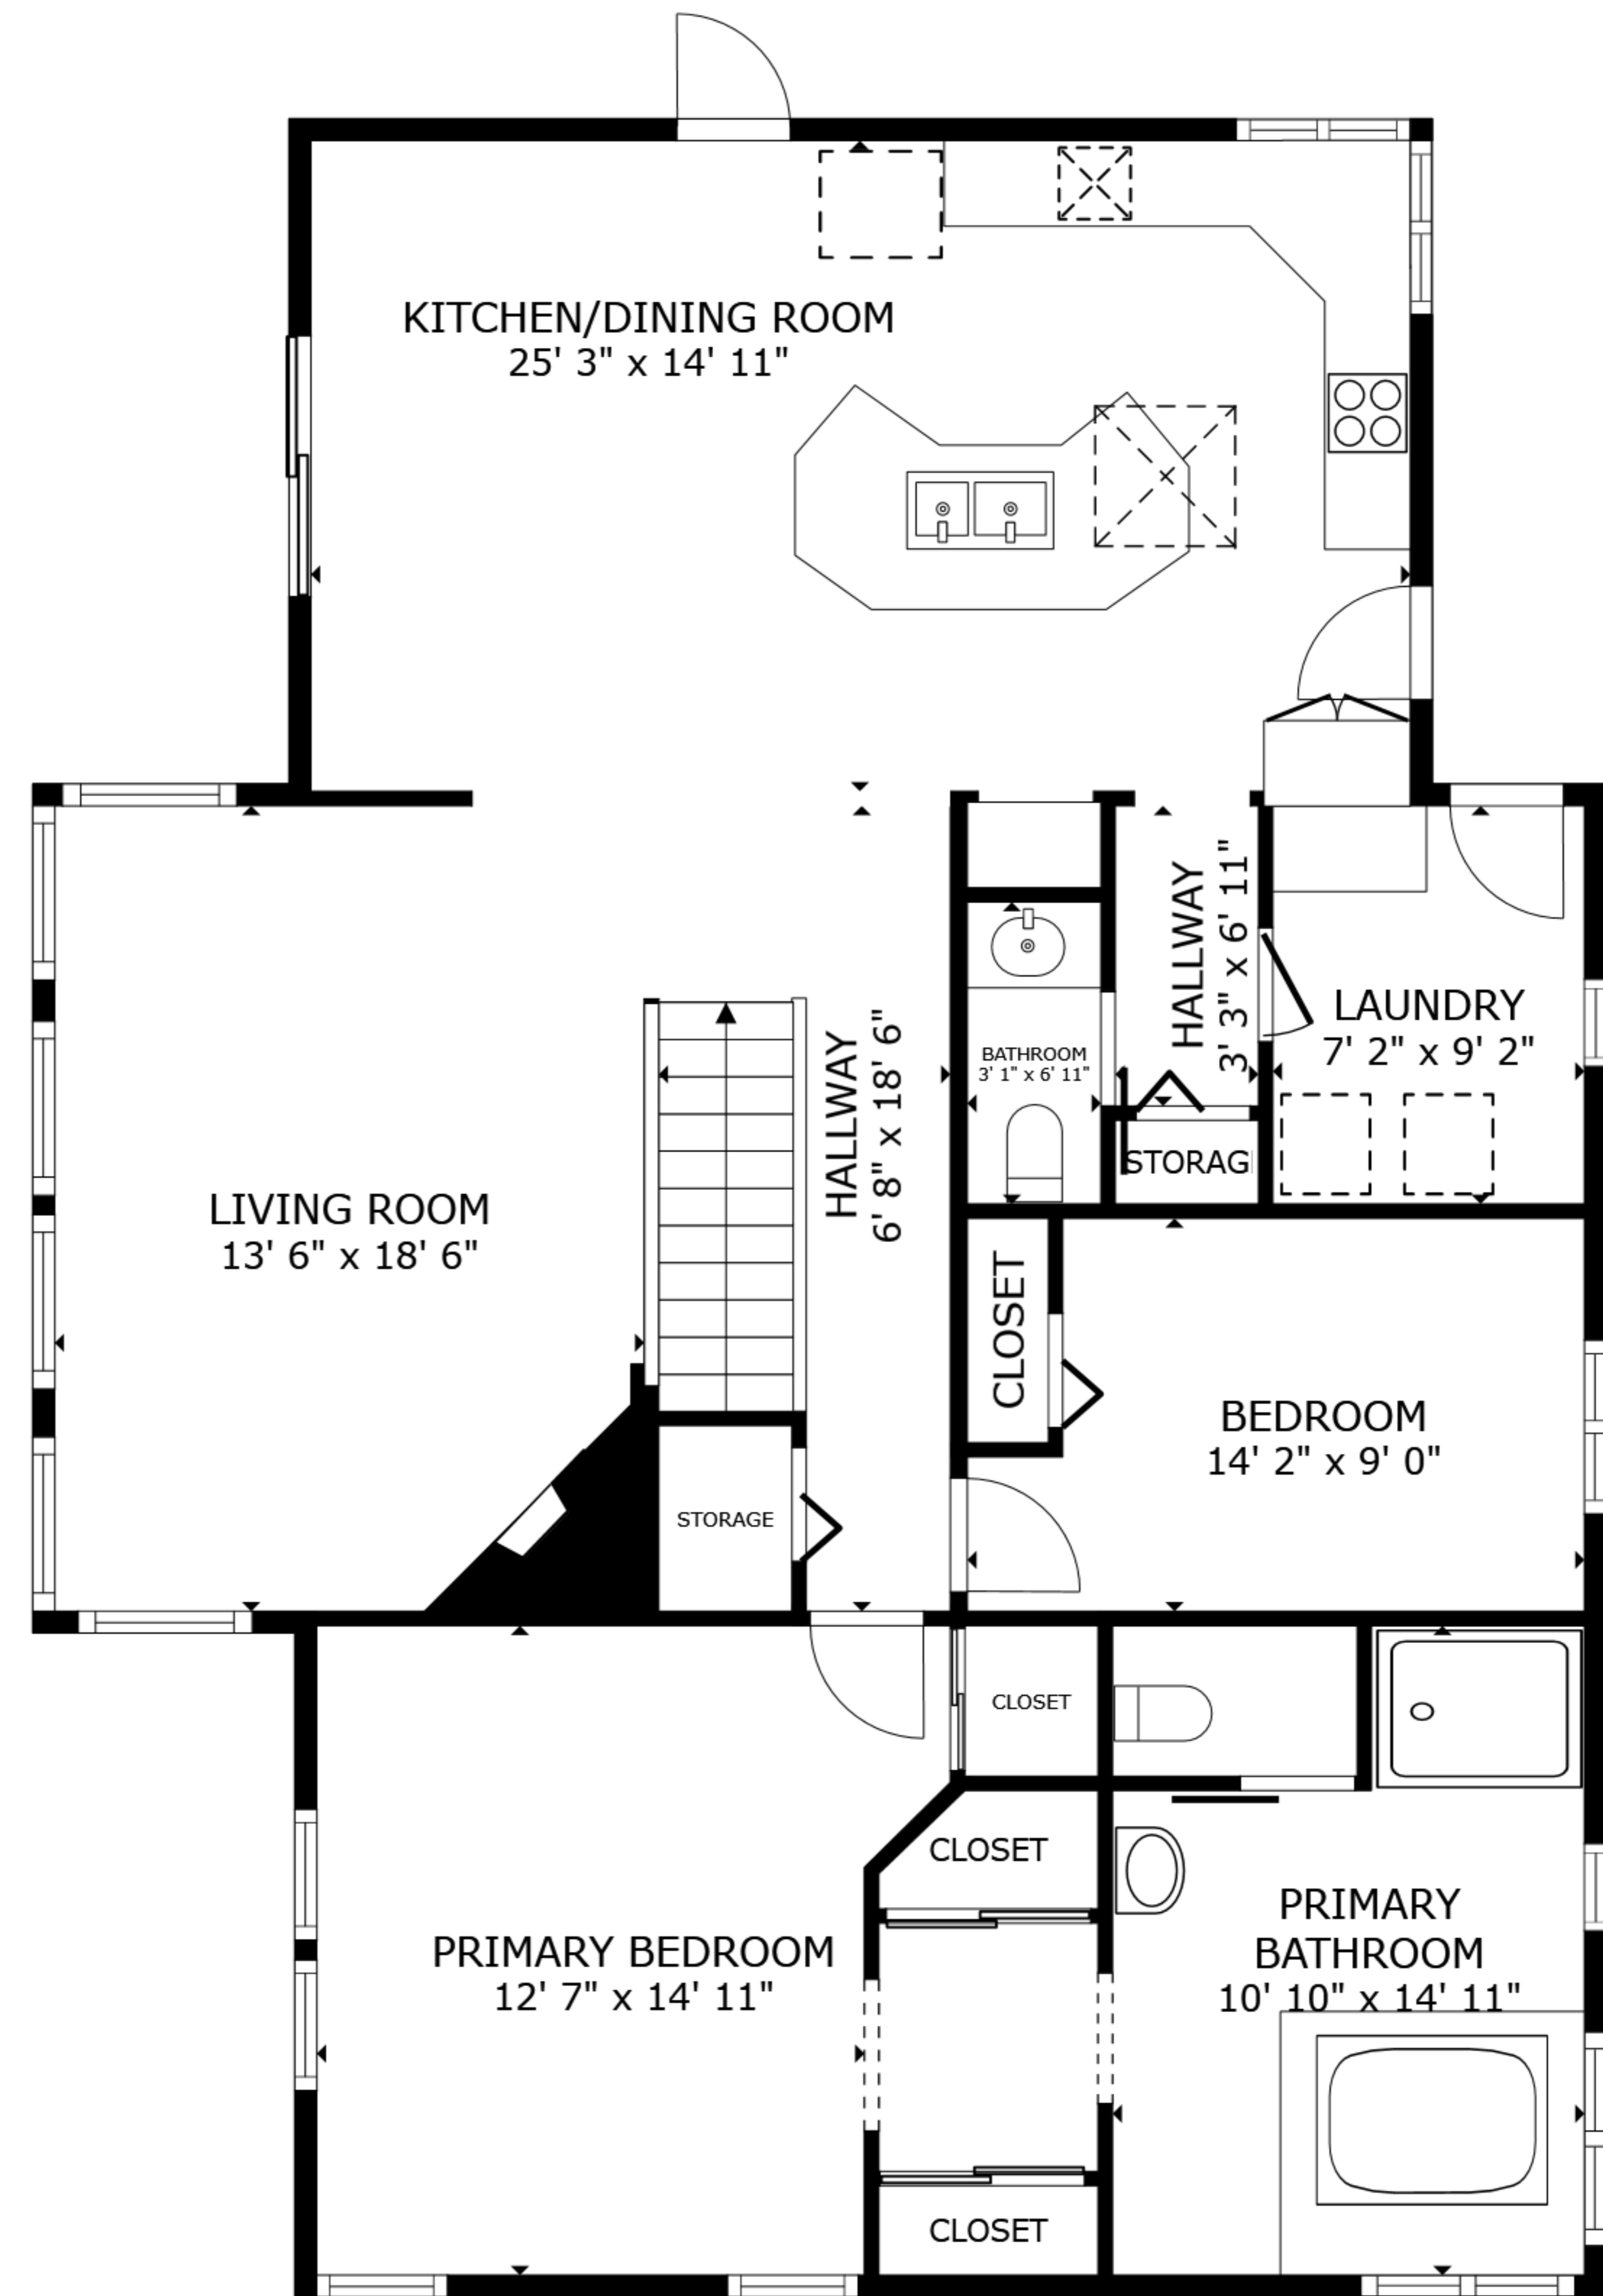 KITCHEN/DINING ROOM
25' 3" x 14' 11"
HALLWAY
3' 3" x 6' 11"
LAUNDRY
7' 2" x 9' 2"
BATHROOM
3' 1" x 6' 11"
HALLWAY
6' 8" x 18' 6"
STORAG
LIVING ROOM
13' 6" x 18' 6"
CLOSET
BEDROOM
14' 2" x 9' 0"
STORAGE
CLOSET
CLOSET
PRIMARY BEDROOM
12' 7" x 14' 11"
PRIMARY
BATHROOM
10' 10" x 14' 11"
CLOSET